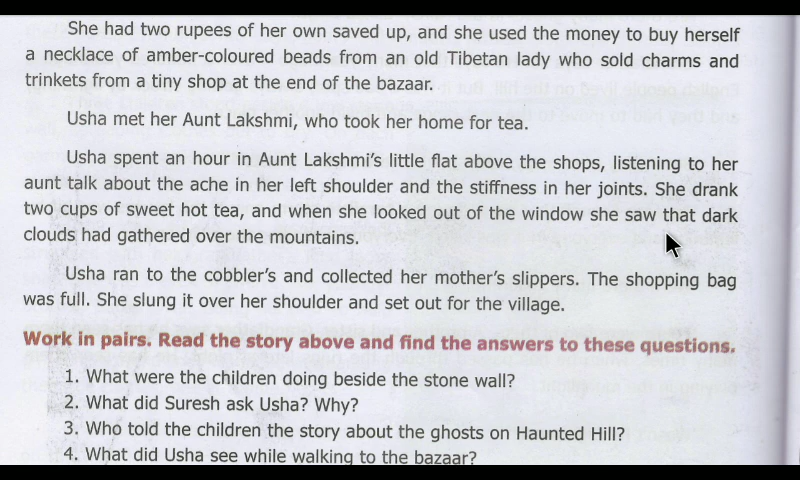 She had two rupees of her own saved up, and she used the money to buy herself
a necklace of amber-coloured beads from an old Tibetan lady who sold charms and
trinkets from a tiny shop at the end of the bazaar.
Usha met her Aunt Lakshmi, who took her home for tea.
Usha spent an hour in Aunt Lakshmi's little flat above the shops, listening to her
aunt talk about the ache in her left shoulder and the stiffness in her joints. She drank
two cups of sweet hot tea, and when she looked out of the window she saw that dark
clouds had gathered over the mountains.
Usha ran to the cobbler's and collected her mother's slippers. The shopping bag
was full. She slung it over her shoulder and set out for the village.
Work in pairs. Read the story above and find the answers to these questions.
1. What were the children doing beside the stone wall?
2. What did Suresh ask Usha? Why?
3. Who told the children the story about the ghosts on Haunted Hill?
4. What did Usha see while walking to the bazaar?